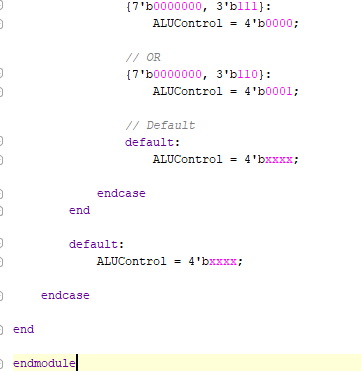 {7'b0000000, 3'b111}:
ALUControl = 4'b0000;
// OR
{7'b0000000, 3'b110}:
ALUControl = 4'b0001;
// Default
default:
ALUControl = 4'bxxxx;
endcase
end
default:
ALUControl = 4'bxxxx;
endcase
end
endmodule